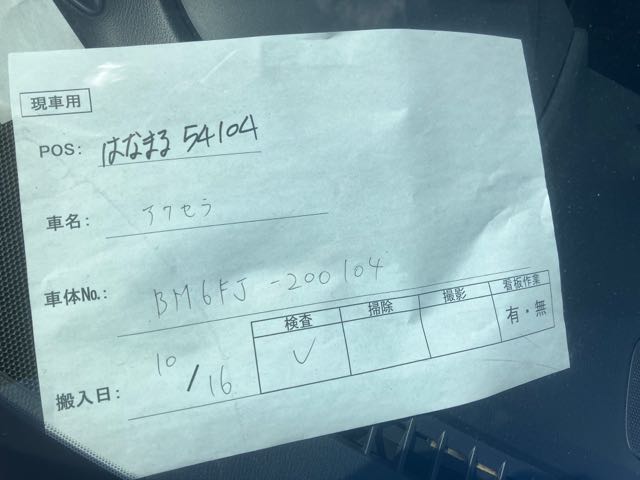 現車用
POS: はなまる 54104
車名: アクセラ
車体No.: BM6FJ-200104
搬入日: 10/16
検査 掃除 撮影 看板作業
✓ 有・無